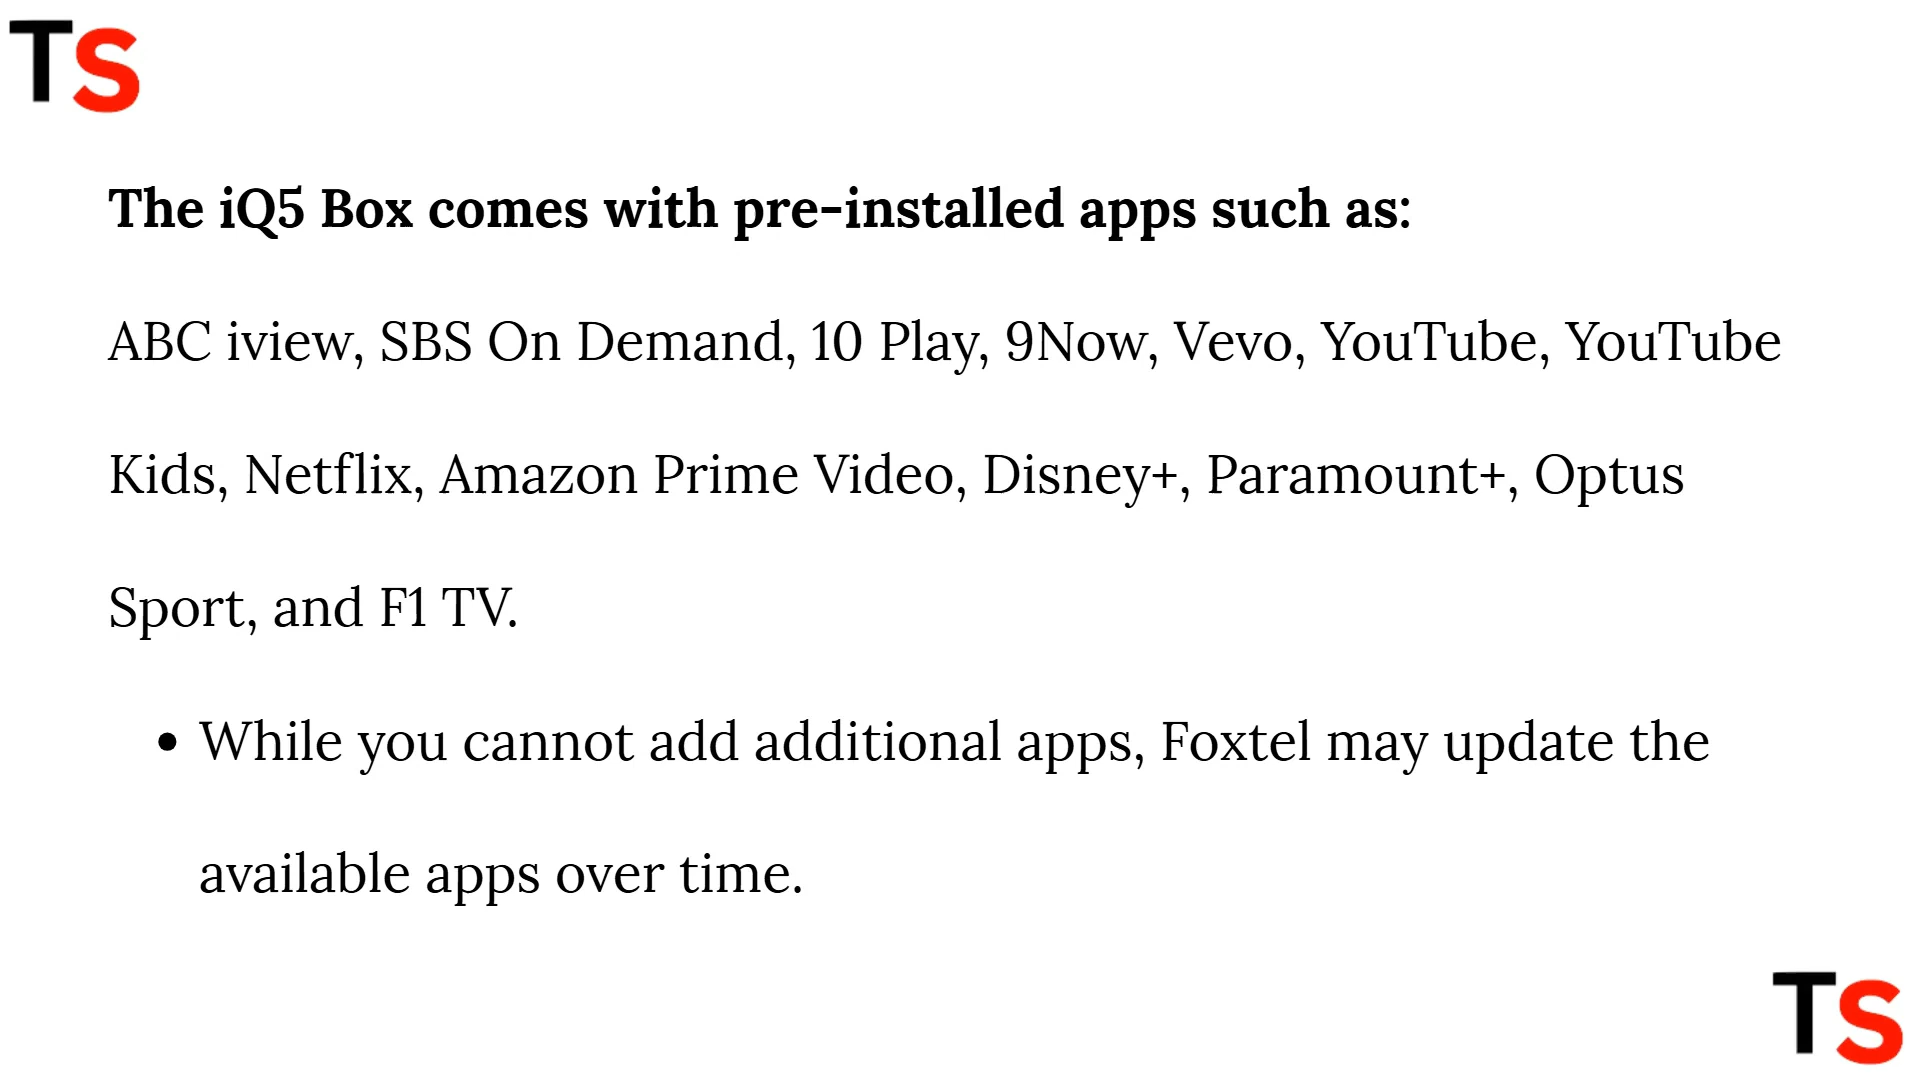 TS
The iQ5 Box comes with pre-installed apps such as:
ABC iview, SBS On Demand, 10 Play, 9Now, Vevo, YouTube, YouTube
Kids, Netflix, Amazon Prime Video, Disney+, Paramount+, Optus
Sport, and F1 TV.
• While you cannot add additional apps, Foxtel may update the
available apps over time.
TS